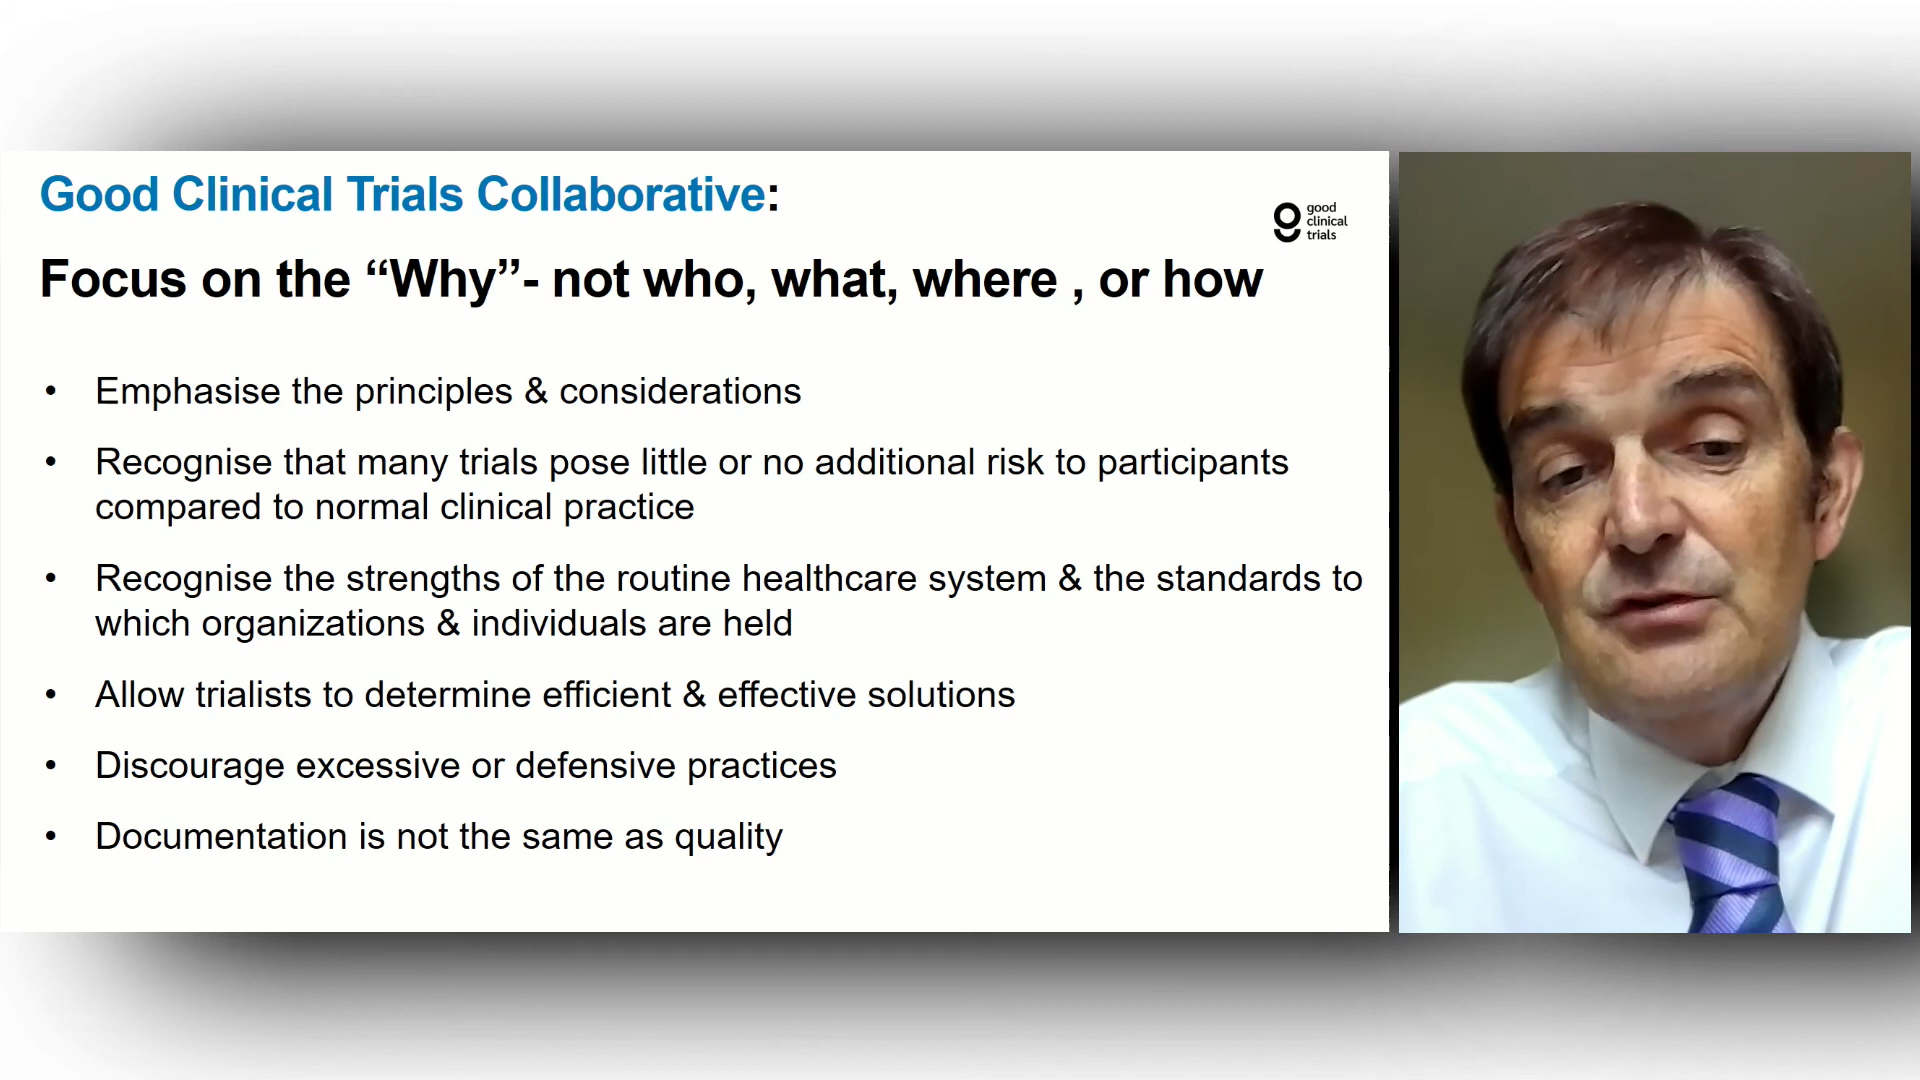 Good Clinical Trials Collaborative:
good
clinical
trials
Focus on the “Why”- not who, what, where , or how
• Emphasise the principles & considerations
• Recognise that many trials pose little or no additional risk to participants
compared to normal clinical practice
• Recognise the strengths of the routine healthcare system & the standards to
which organizations & individuals are held
• Allow trialists to determine efficient & effective solutions
• Discourage excessive or defensive practices
• Documentation is not the same as quality